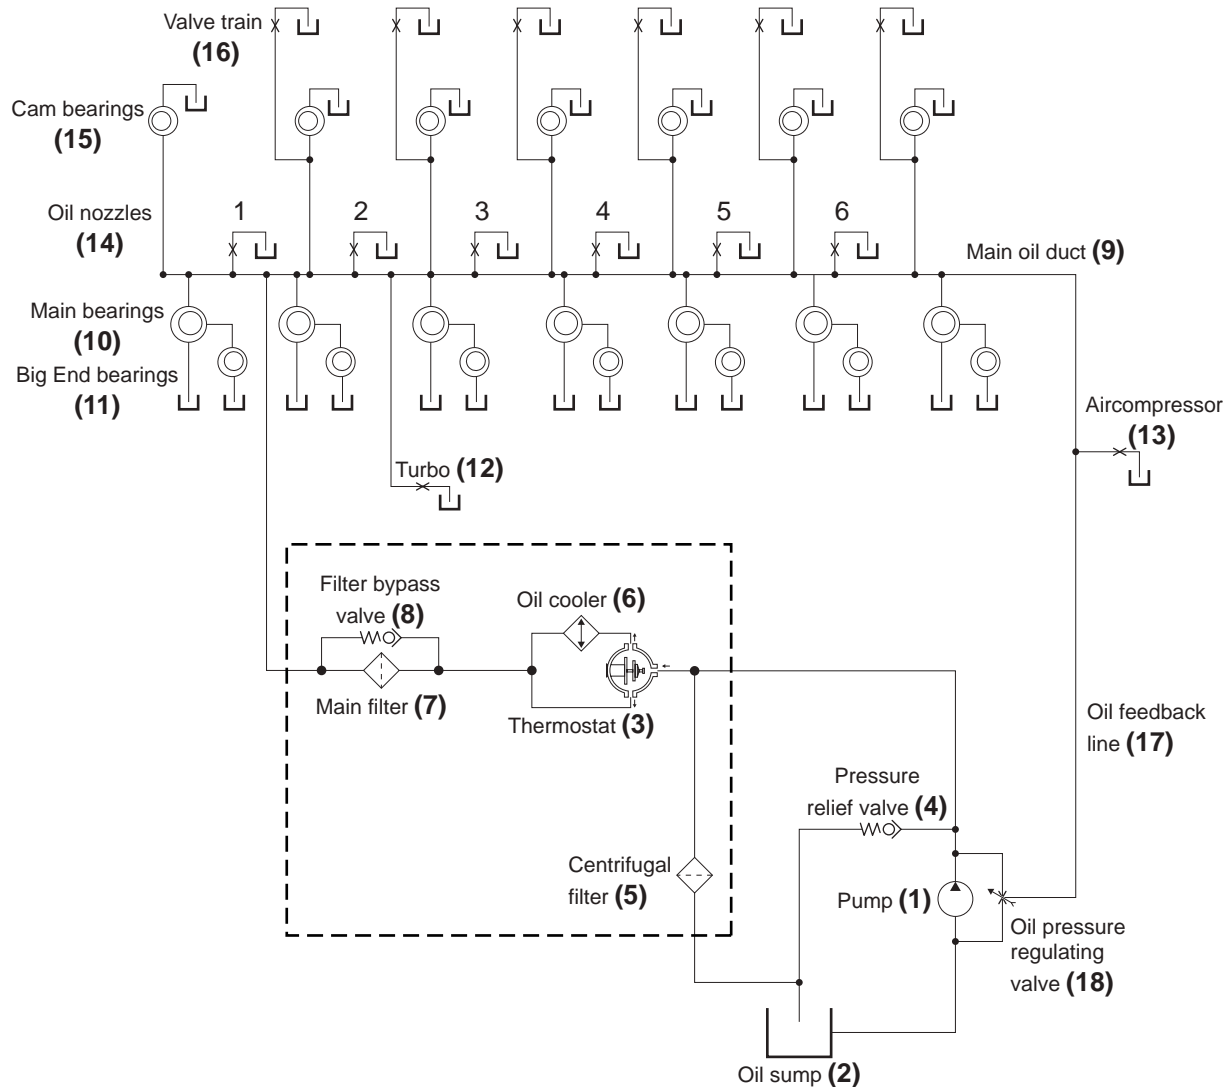 Valve train
(16)
Cam bearings
(15)
Oil nozzles
(14)
1 2 3 4 5 6
Main oil duct (9)
Main bearings
(10)
Big End bearings
(11)
Aircompressor
(13)
Turbo (12)
Filter bypass
valve (8)
Oil cooler (6)
Main filter (7)
Thermostat (3)
Oil feedback
line (17)
Pressure
relief valve (4)
Centrifugal
filter (5)
Pump (1)
Oil pressure
regulating
valve (18)
Oil sump (2)